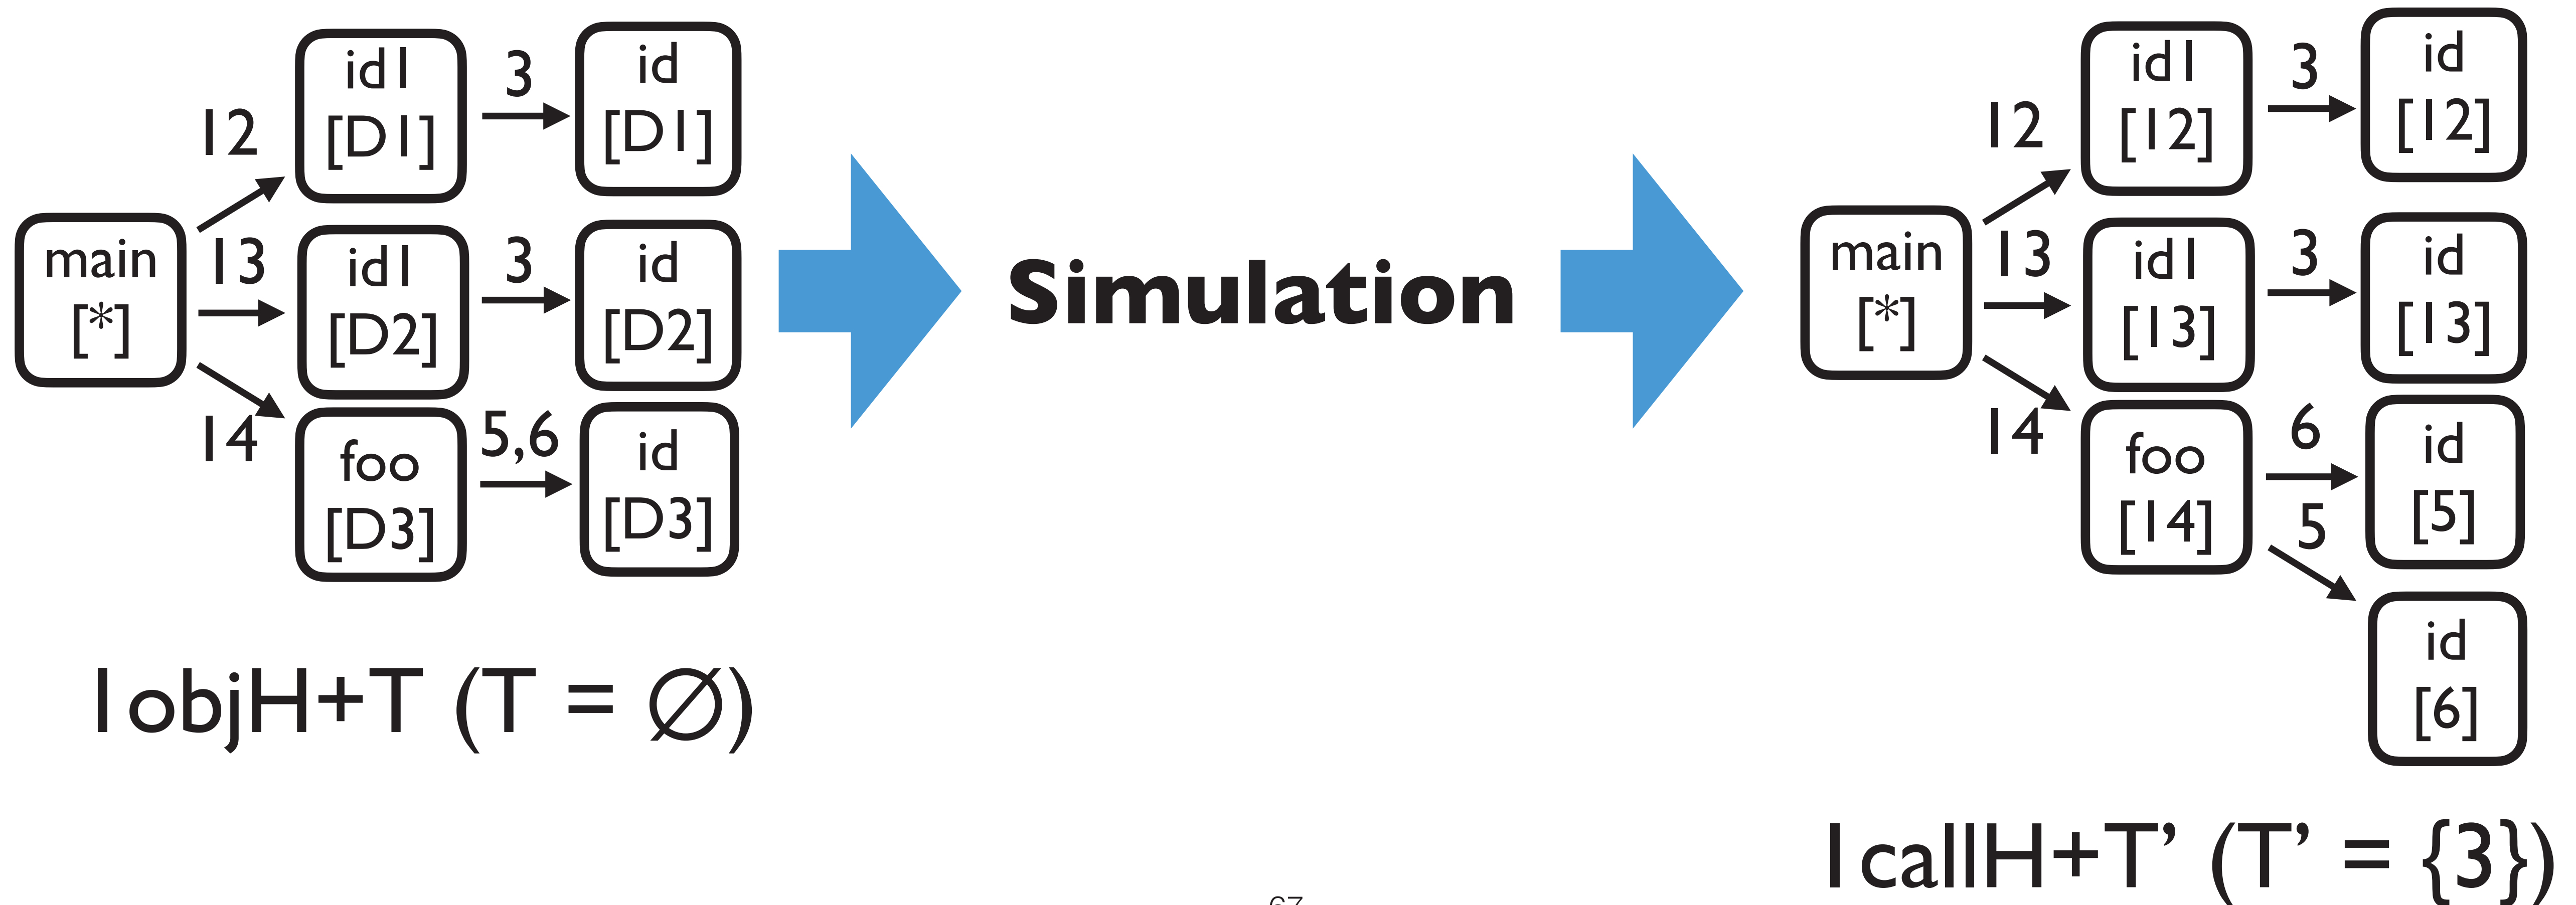 12
id1
[D1]
3
id
[D1]
main
[*]
13
id1
[D2]
3
id
[D2]
14
foo
[D3]
5,6
id
[D3]
1objH+T (T = ∅)
Simulation
12
id1
[12]
3
id
[12]
main
[*]
13
id1
[13]
3
id
[13]
14
foo
[14]
6
id
[5]
5
id
[6]
1callH+T’ (T’ = {3})
67